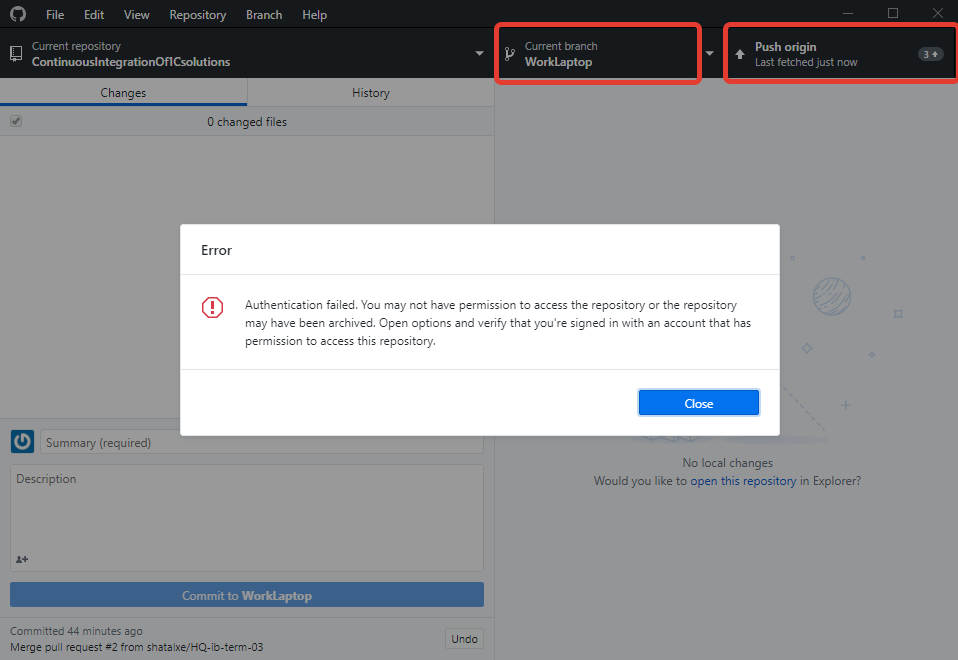 File Edit View Repository Branch Help
Current repository
ContinuousIntegrationOf1Csolutions
Current branch
WorkLaptop
Push origin
Last fetched just now
3
Changes
History
0 changed files
Error
Authentication failed. You may not have permission to access the repository or the repository
may have been archived. Open options and verify that you're signed in with an account that has
permission to access this repository.
Close
Summary (required)
Description
No local changes
Would you like to open this repository in Explorer?
Commit to WorkLaptop
Committed 44 minutes ago
Merge pull request #2 from shatalxe/HQ-ib-term-03
Undo